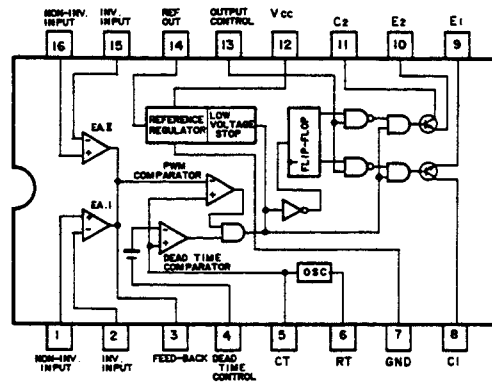 NON-INV. INPUT
INV. INPUT
REF OUT
OUTPUT CONTROL
Vcc
C2
E2
E1
16
15
14
13
12
11
10
9
EA.II
REFERENCE REGULATOR
LOW VOLTAGE STOP
FLIP-FLOP
PWM COMPARATOR
EA.I
DEAD TIME COMPARATOR
OSC
1
2
3
4
5
6
7
8
NON-INV. INPUT
INV. INPUT
FEED-BACK
DEAD TIME CONTROL
CT
RT
GND
C1